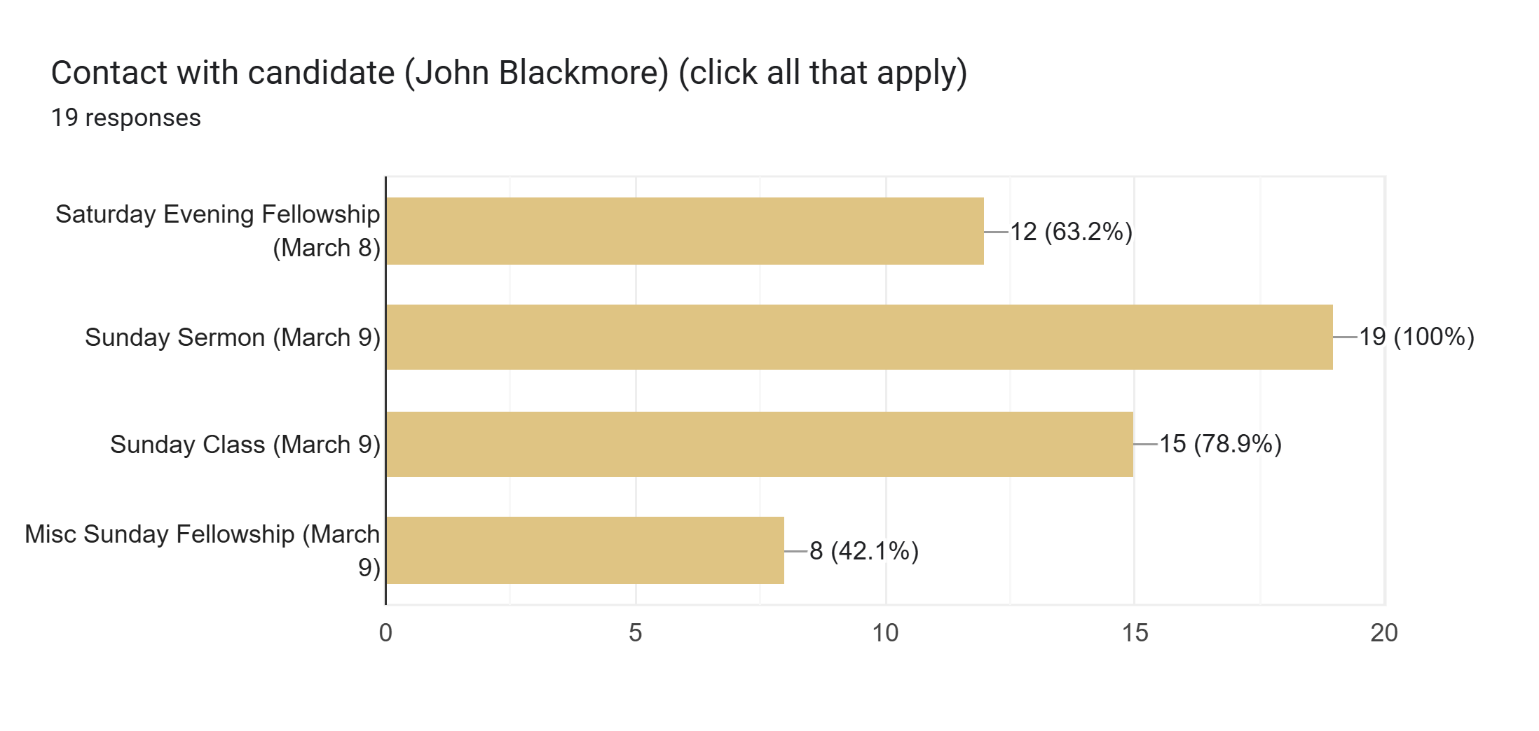 Contact with candidate (John Blackmore) (click all that apply)
19 responses
Saturday Evening Fellowship
(March 8)
12 (63.2%)
Sunday Sermon (March 9)
19 (100%)
Sunday Class (March 9)
15 (78.9%)
Misc Sunday Fellowship (March
9)
8 (42.1%)
0 5 10 15 20